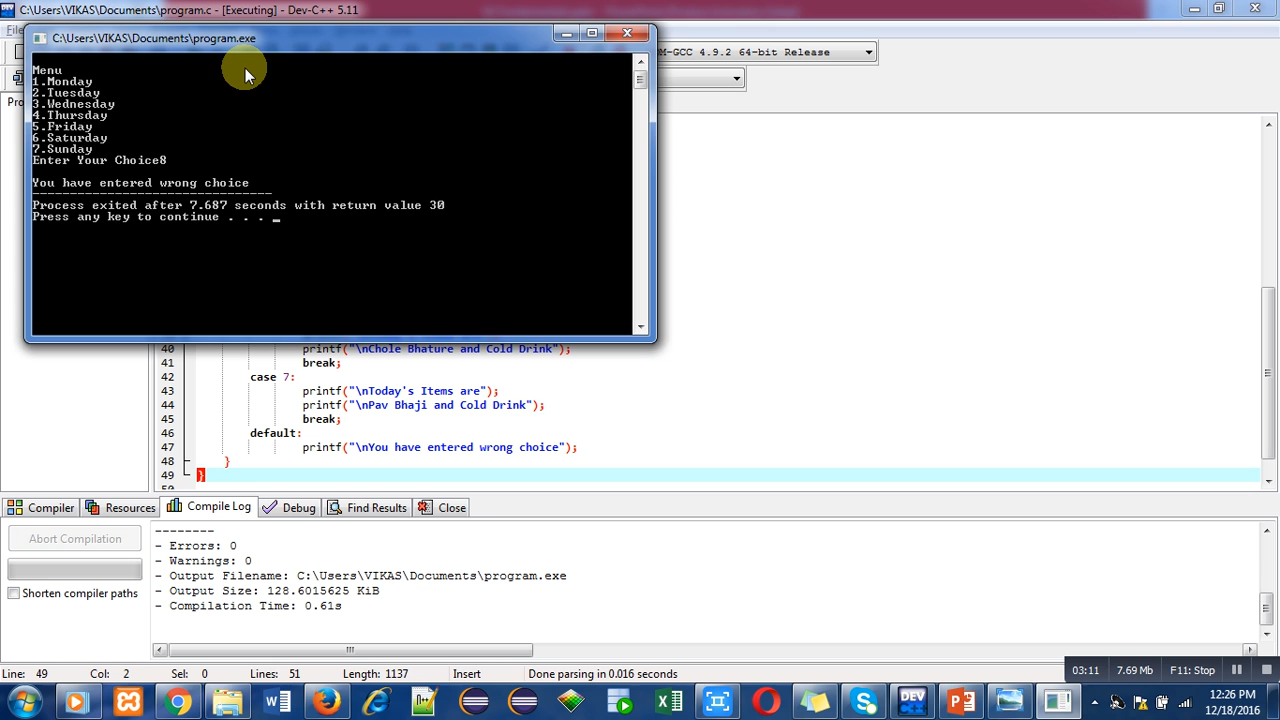 C:\Users\VIKAS\Documents\program.c - [Executing] - Dev-C++ 5.11
C:\Users\VIKAS\Documents\program.exe
M-GCC 4.9.2 64-bit Release
Menu
1.Monday
2.Tuesday
3.Wednesday
4.Thursday
5.Friday
6.Saturday
7.Sunday
Enter Your Choice8
You have entered wrong choice
--------------------------------
Process exited after 7.687 seconds with return value 30
Press any key to continue . . . _
40 printf("\nChole Bhature and Cold Drink");
41 break;
42 case 7:
43 printf("\nToday's Items are");
44 printf("\nPav Bhaji and Cold Drink");
45 break;
46 default:
47 printf("\nYou have entered wrong choice");
48 }
49 }
Compiler Resources Compile Log Debug Find Results Close
Abort Compilation
Shorten compiler paths
--------
- Errors: 0
- Warnings: 0
- Output Filename: C:\Users\VIKAS\Documents\program.exe
- Output Size: 128.6015625 KiB
- Compilation Time: 0.61s
Line: 49 Col: 2 Sel: 0 Lines: 51 Length: 1137 Insert Done parsing in 0.016 seconds
03:11 7.69 Mb F11: Stop
12:26 PM
12/18/2016